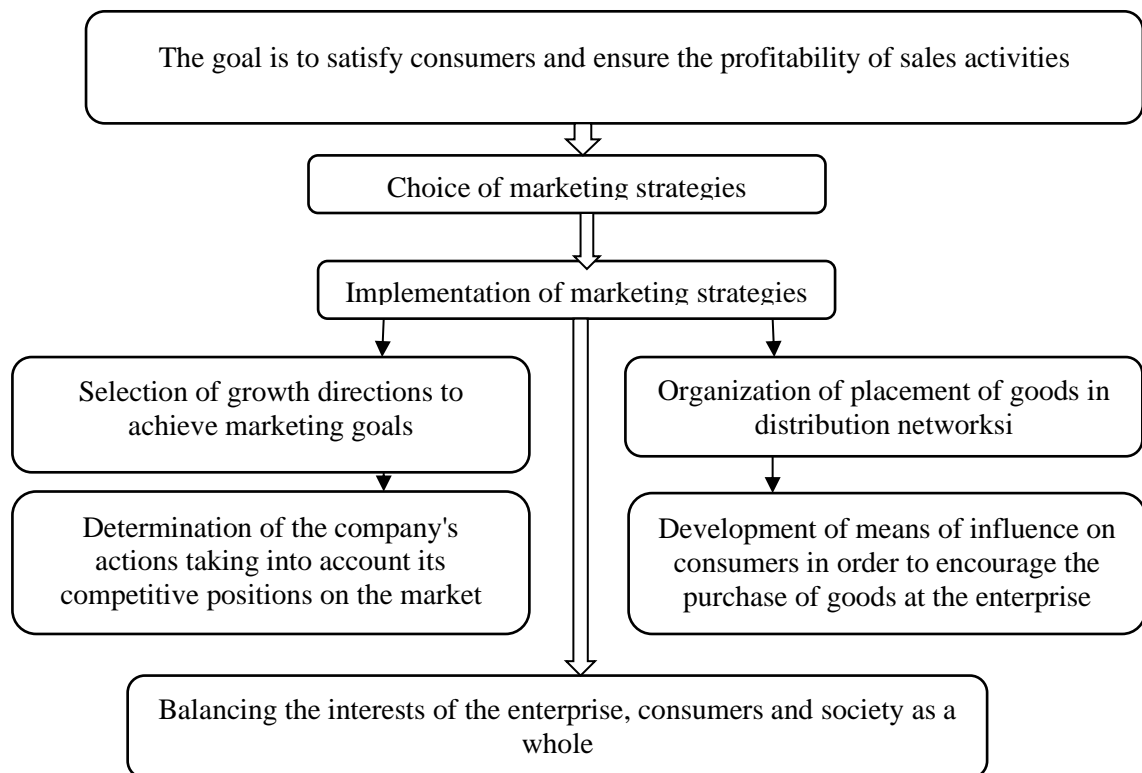 The goal is to satisfy consumers and ensure the profitability of sales activities
Choice of marketing strategies
Implementation of marketing strategies
Selection of growth directions to
achieve marketing goals
Organization of placement of goods in
distribution networksi
Determination of the company's
actions taking into account its
competitive positions on the market
Development of means of influence on
consumers in order to encourage the
purchase of goods at the enterprise
Balancing the interests of the enterprise, consumers and society as a
whole